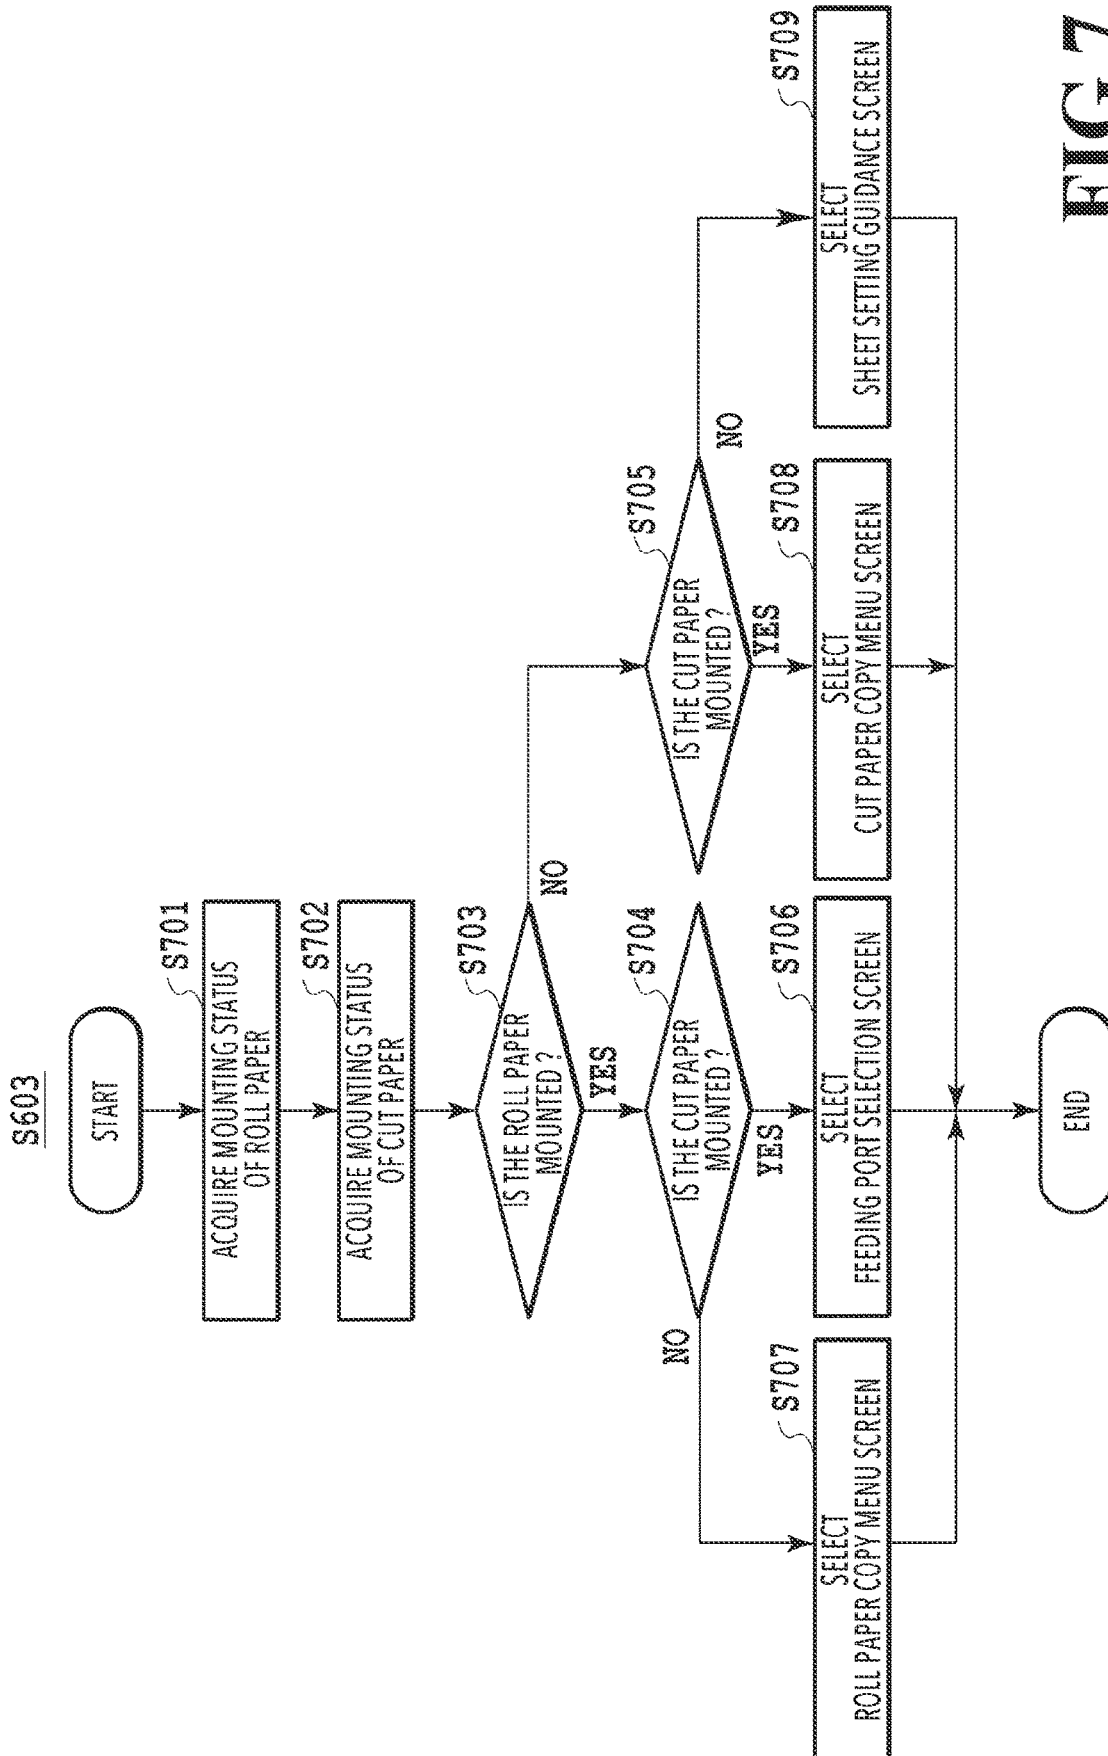 S603
START
S701
ACQUIRE MOUNTING STATUS
OF ROLL PAPER
S702
ACQUIRE MOUNTING STATUS
OF CUT PAPER
S703
IS THE ROLL PAPER
MOUNTED ?
NO
YES
S704
IS THE CUT PAPER
MOUNTED ?
NO
YES
S705
IS THE CUT PAPER
MOUNTED ?
NO
YES
S707
SELECT
ROLL PAPER COPY MENU SCREEN
S706
SELECT
FEEDING PORT SELECTION SCREEN
S708
SELECT
CUT PAPER COPY MENU SCREEN
S709
SELECT
SHEET SETTING GUIDANCE SCREEN
END
FIG 7